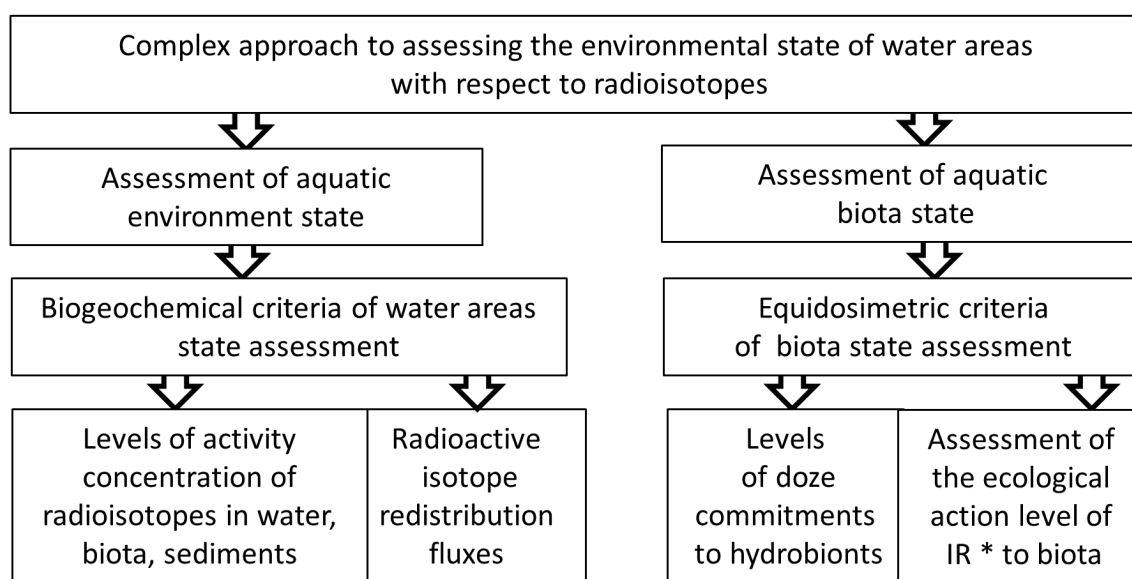 Complex approach to assessing the environmental state of water areas
with respect to radioisotopes
Assessment of aquatic
environment state
Assessment of aquatic
biota state
Biogeochemical criteria of water areas
state assessment
Equidosimetric criteria
of biota state assessment
Levels of activity
concentration of
radioisotopes in water,
biota, sediments
Radioactive
isotope
redistribution
fluxes
Levels
of doze
commitments
to hydrobionts
Assessment of
the ecological
action level of
IR * to biota